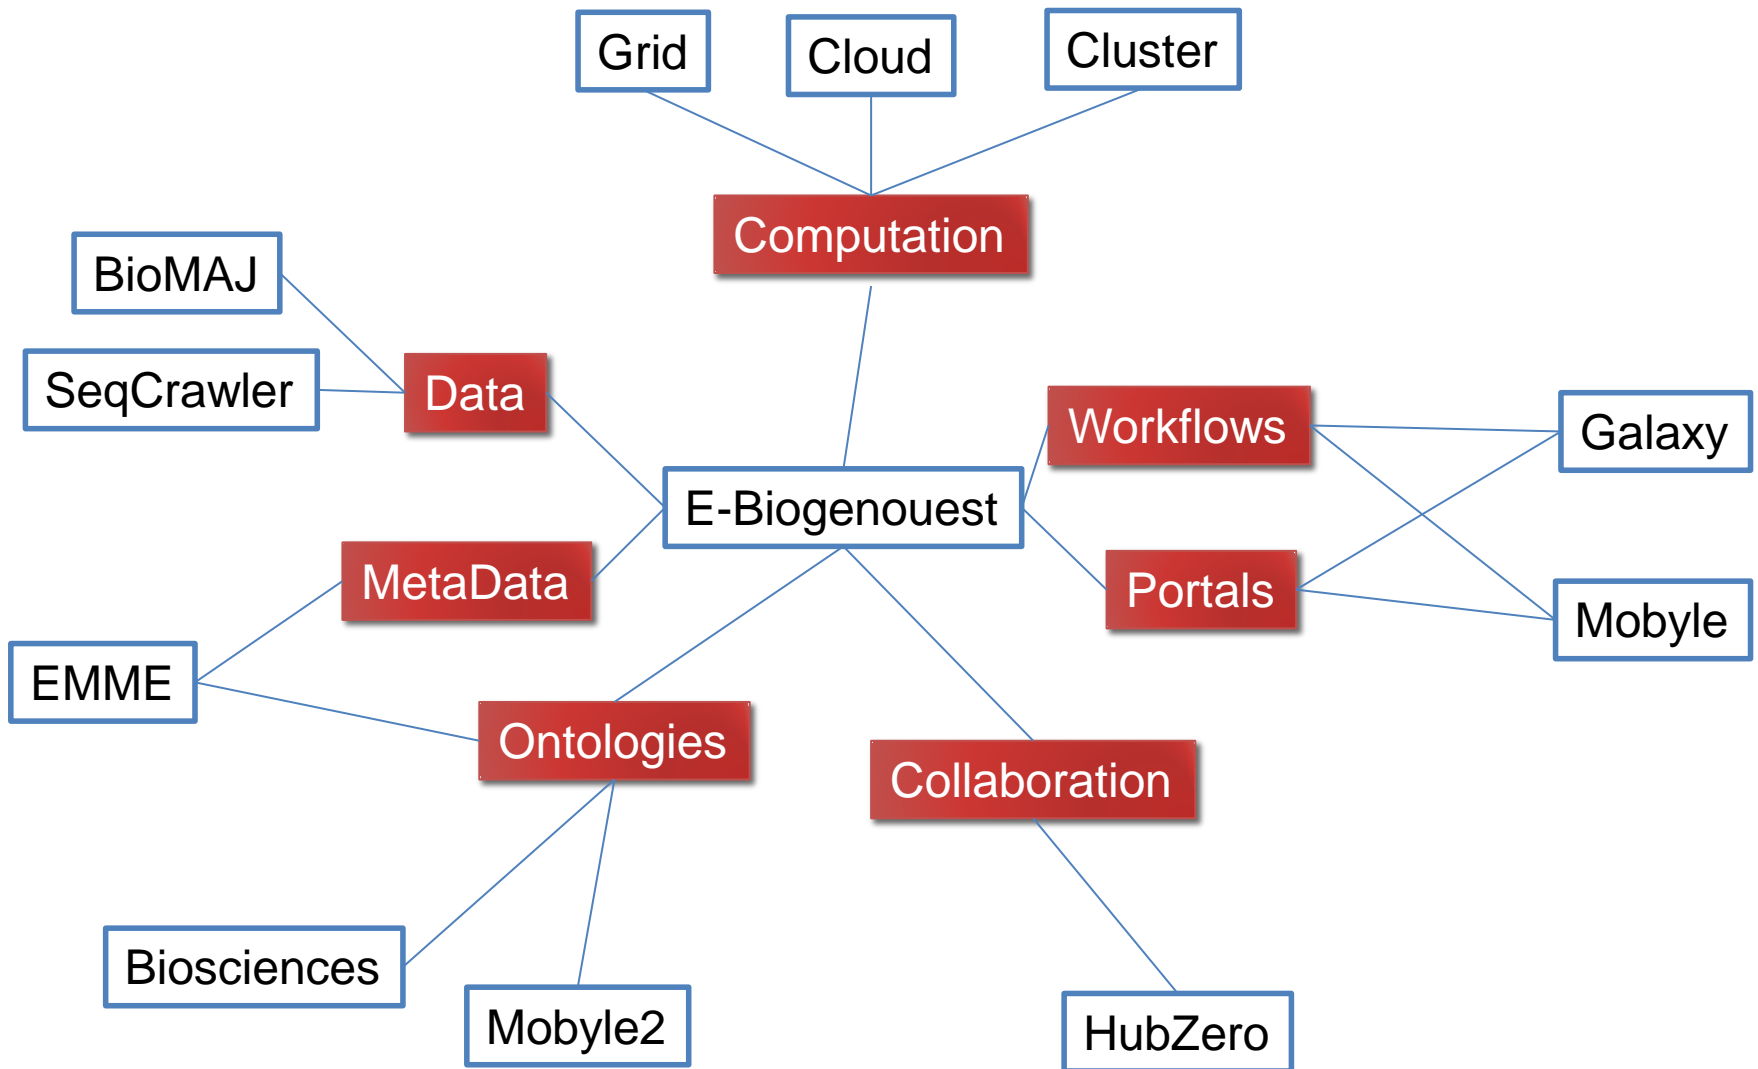 Grid
Cloud
Cluster
Computation
BioMAJ
SeqCrawler
Data
Workflows
Galaxy
E-Biogenouest
MetaData
Portals
Mobyle
EMME
Ontologies
Collaboration
Biosciences
Mobyle2
HubZero